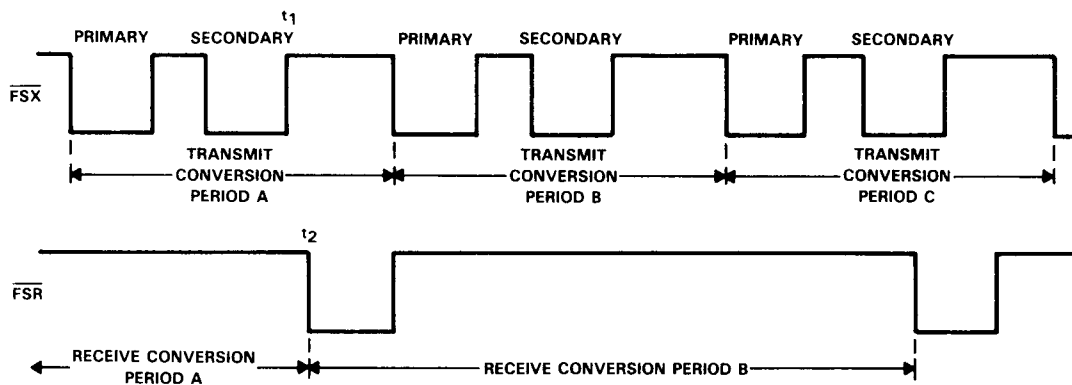 t1
PRIMARY SECONDARY PRIMARY SECONDARY PRIMARY SECONDARY
FSX
TRANSMIT CONVERSION PERIOD A
TRANSMIT CONVERSION PERIOD B
TRANSMIT CONVERSION PERIOD C
t2
FSR
RECEIVE CONVERSION PERIOD A
RECEIVE CONVERSION PERIOD B